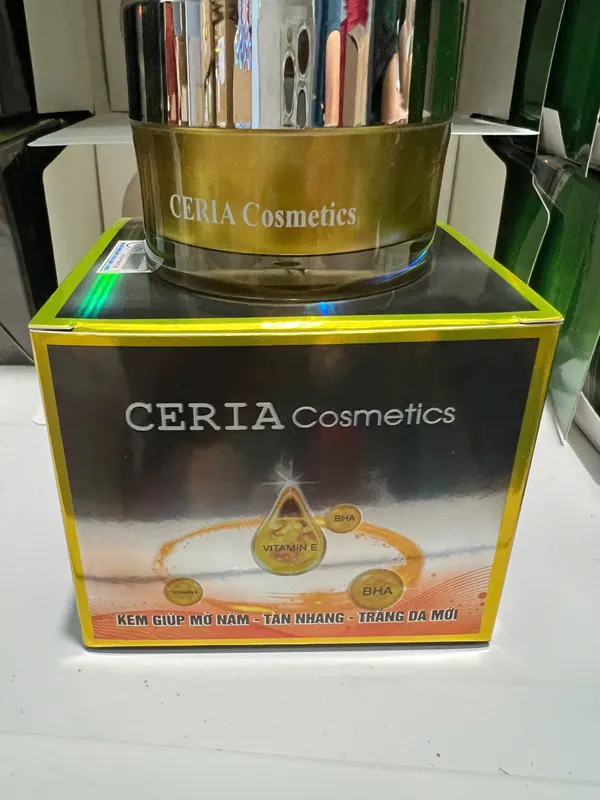 CERIA Cosmetics
CERIA Cosmetics
BHA
VITAMIN E
BHA
KEM GIÚP MỜ NÁM - TÀN NHANG - TRẮNG DA MỚI